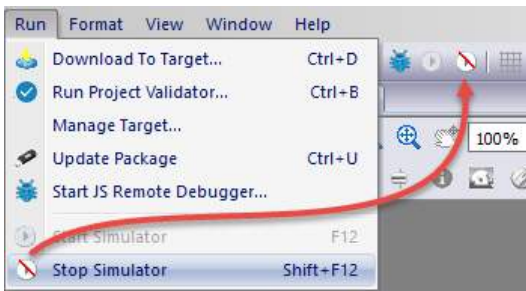 Run Format View Window Help
Download To Target... Ctrl+D
Run Project Validator... Ctrl+B
Manage Target...
Update Package Ctrl+U
100%
Start JS Remote Debugger...
Start Simulator F12
Stop Simulator Shift+F12